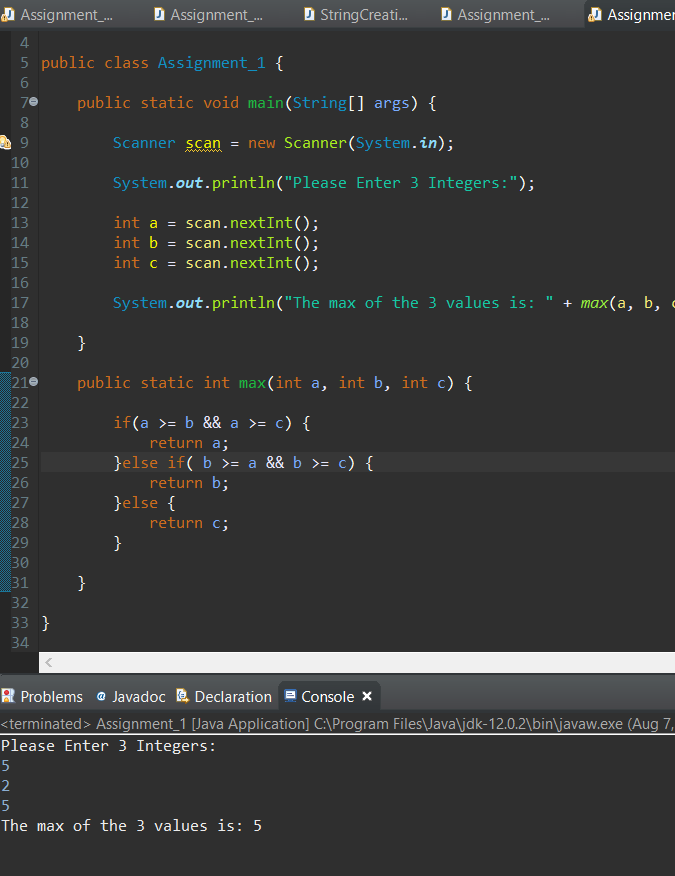 Assignment_... Assignment_... StringCreati... Assignment_... Assignmen
4
5 public class Assignment_1 {
6
7 public static void main(String[] args) {
8
9 Scanner scan = new Scanner(System.in);
10
11 System.out.println("Please Enter 3 Integers:");
12
13 int a = scan.nextInt();
14 int b = scan.nextInt();
15 int c = scan.nextInt();
16
17 System.out.println("The max of the 3 values is: " + max(a, b, c
18
19 }
20
21 public static int max(int a, int b, int c) {
22
23 if(a >= b && a >= c) {
24 return a;
25 }else if( b >= a && b >= c) {
26 return b;
27 }else {
28 return c;
29 }
30
31 }
32
33 }
34
Problems Javadoc Declaration Console
<terminated> Assignment_1 [Java Application] C:\Program Files\Java\jdk-12.0.2\bin\javaw.exe (Aug 7,
Please Enter 3 Integers:
5
2
5
The max of the 3 values is: 5